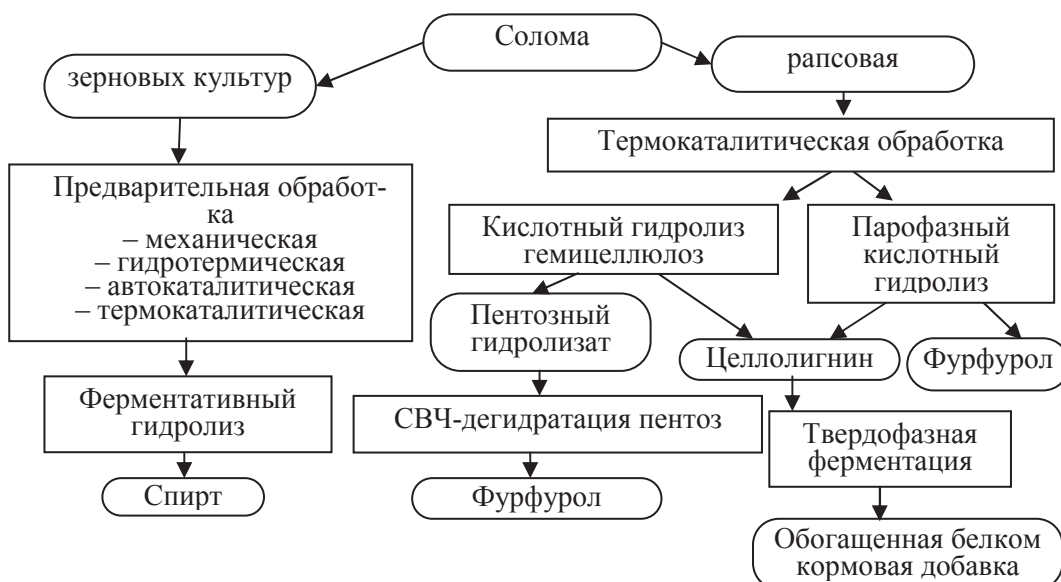 Солома
зерновых культур
рапсовая
Термокаталитическая обработка
Предварительная обработ-
ка
– механическая
– гидротермическая
– автокаталитическая
– термокаталитическая
Кислотный гидролиз
гемицеллюлоз
Парофазный
кислотный
гидролиз
Пентозный
гидролизат
Целлолигнин
Фурфурол
Ферментативный
гидролиз
СВЧ-дегидратация пентоз
Твердофазная
ферментация
Спирт
Фурфурол
Обогащенная белком
кормовая добавка